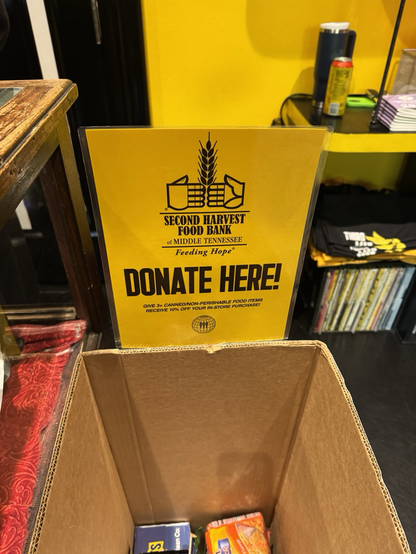 SECOND HARVEST
FOOD BANK
of MIDDLE TENNESSEE
Feeding Hope
DONATE HERE!
GIVE 3+ CANNED/NON-PERISHABLE FOOD ITEMS
RECEIVE 10% OFF YOUR IN-STORE PURCHASE!